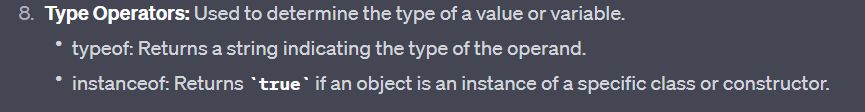 8. Type Operators: Used to determine the type of a value or variable.
• typeof: Returns a string indicating the type of the operand.
• instanceof: Returns `true` if an object is an instance of a specific class or constructor.